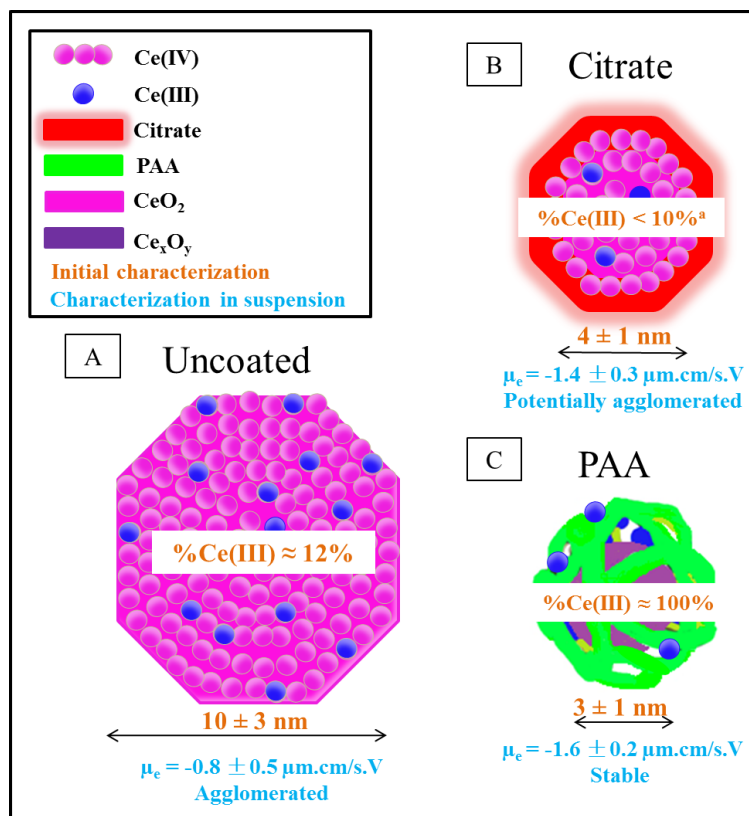 Ce(IV)
Ce(III)
Citrate
PAA
CeO₂
CeₓOᵧ
Initial characterization
Characterization in suspension
B
Citrate
%Ce(III) < 10%ᵃ
4 ± 1 nm
μₑ = -1.4 ± 0.3 μm.cm/s.V
Potentially agglomerated
A
Uncoated
%Ce(III) ≈ 12%
10 ± 3 nm
μₑ = -0.8 ± 0.5 μm.cm/s.V
Agglomerated
C
PAA
%Ce(III) ≈ 100%
3 ± 1 nm
μₑ = -1.6 ± 0.2 μm.cm/s.V
Stable